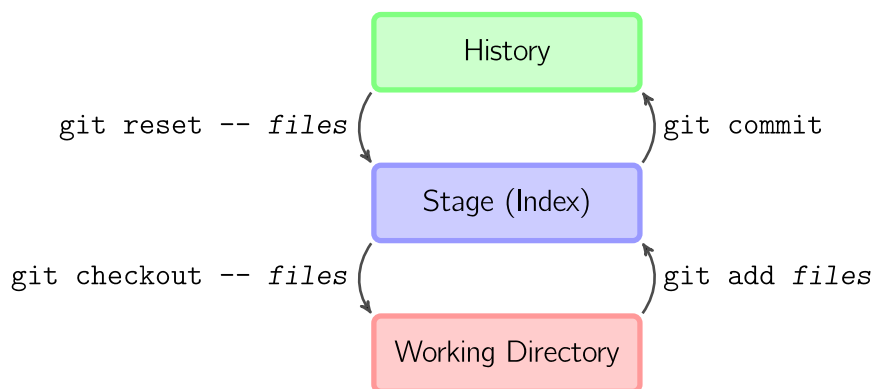 History
git reset -- files
git commit
Stage (Index)
git checkout -- files
git add files
Working Directory